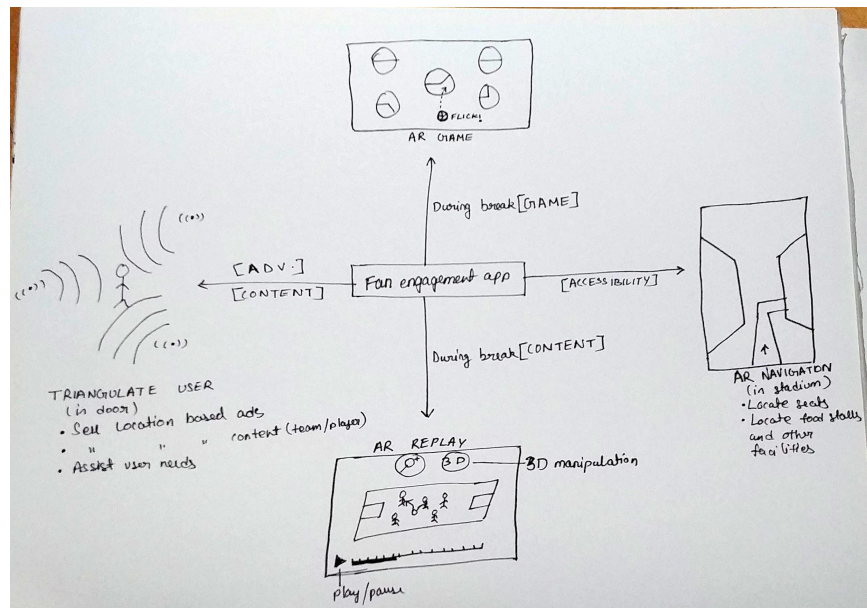 FLICK!
AR GAME
During break [GAME]
[ADV.]
[CONTENT]
Fan engagement app
[ACCESSIBILITY]
During break [CONTENT]
TRIANGULATE USER
(in door)
• Sell Location based ads
• " " " content (team/player)
• Assist user needs
AR NAVIGATION
(in stadium)
• Locate seats
• Locate food stalls
and other
facilities
AR REPLAY
3D
3D manipulation
play/pause